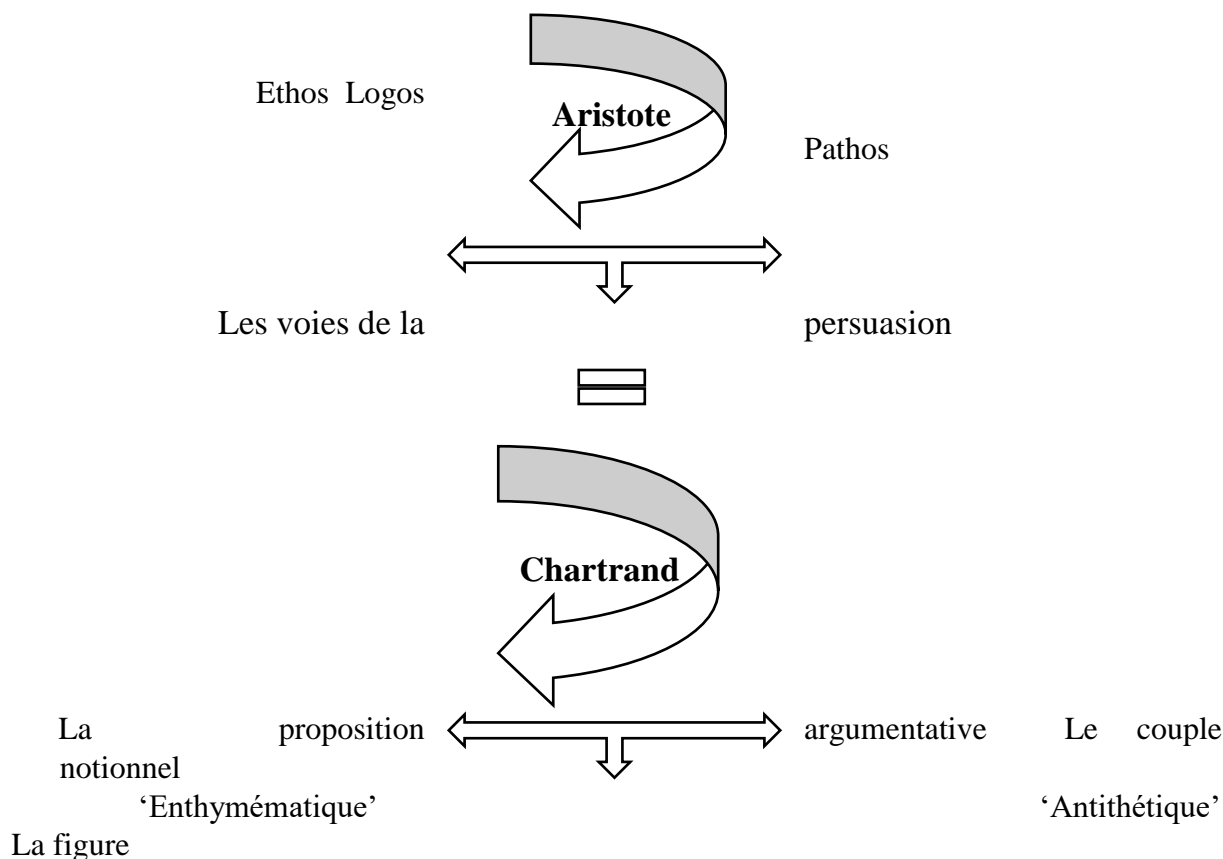 Ethos Logos
Aristote
Pathos
Les voies de la persuasion
Chartrand
La proposition argumentative Le couple
notionnel
‘Enthymématique’ ‘Antithétique’
La figure